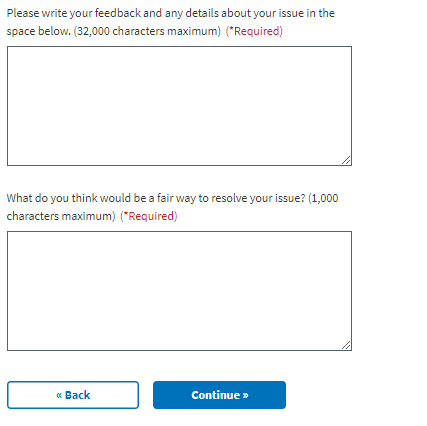 Please write your feedback and any details about your issue in the
space below. (32,000 characters maximum) (*Required)
What do you think would be a fair way to resolve your issue? (1,000
characters maximum) (*Required)
« Back
Continue »